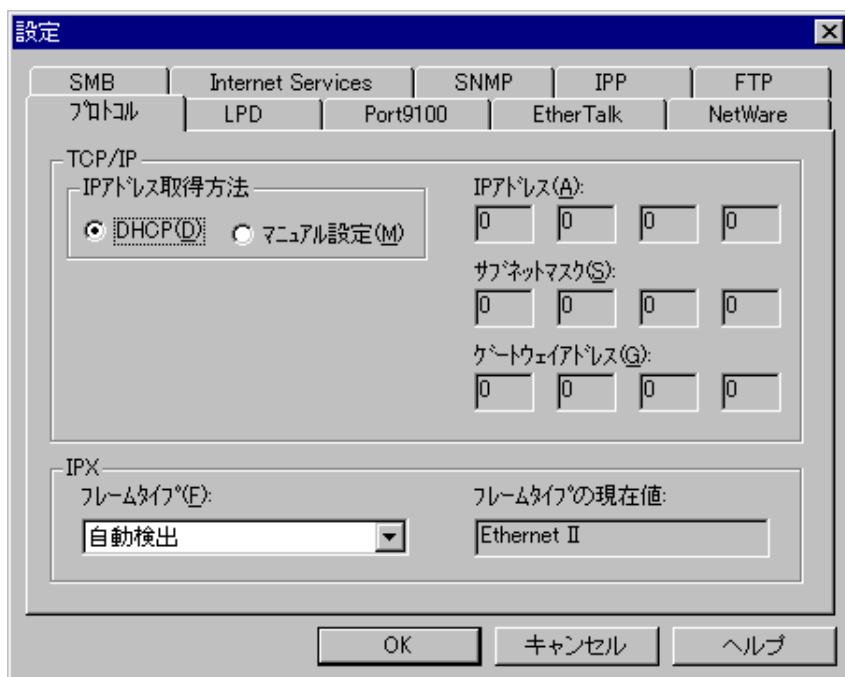 設定
SMB Internet Services SNMP IPP FTP
プロトコル LPD Port9100 EtherTalk NetWare
TCP/IP
IPアドレス取得方法
DHCP(D) マニュアル設定(M)
IPアドレス(A):
0 0 0 0
サブネットマスク(S):
0 0 0 0
ゲートウェイアドレス(G):
0 0 0 0
IPX
フレームタイプ(F):
自動検出
フレームタイプの現在値:
Ethernet II
OK キャンセル ヘルプ